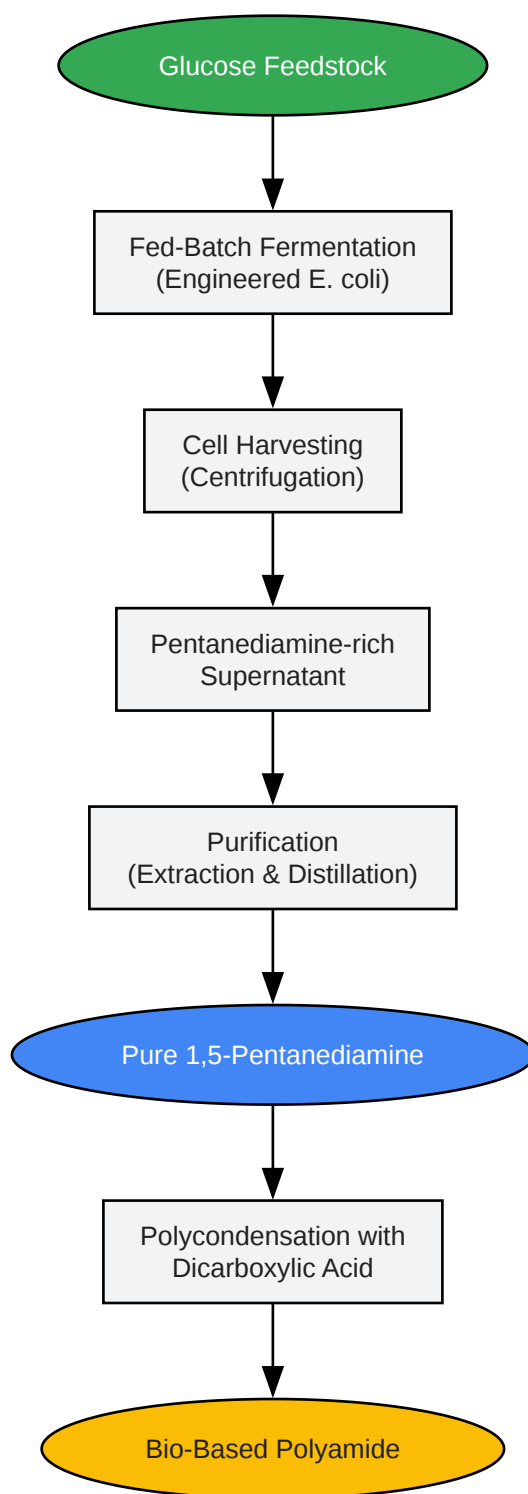 Glucose Feedstock
Fed-Batch Fermentation
(Engineered E. coli)
Cell Harvesting
(Centrifugation)
Pentanediamine-rich
Supernatant
Purification
(Extraction & Distillation)
Pure 1,5-Pentanediamine
Polycondensation with
Dicarboxylic Acid
Bio-Based Polyamide